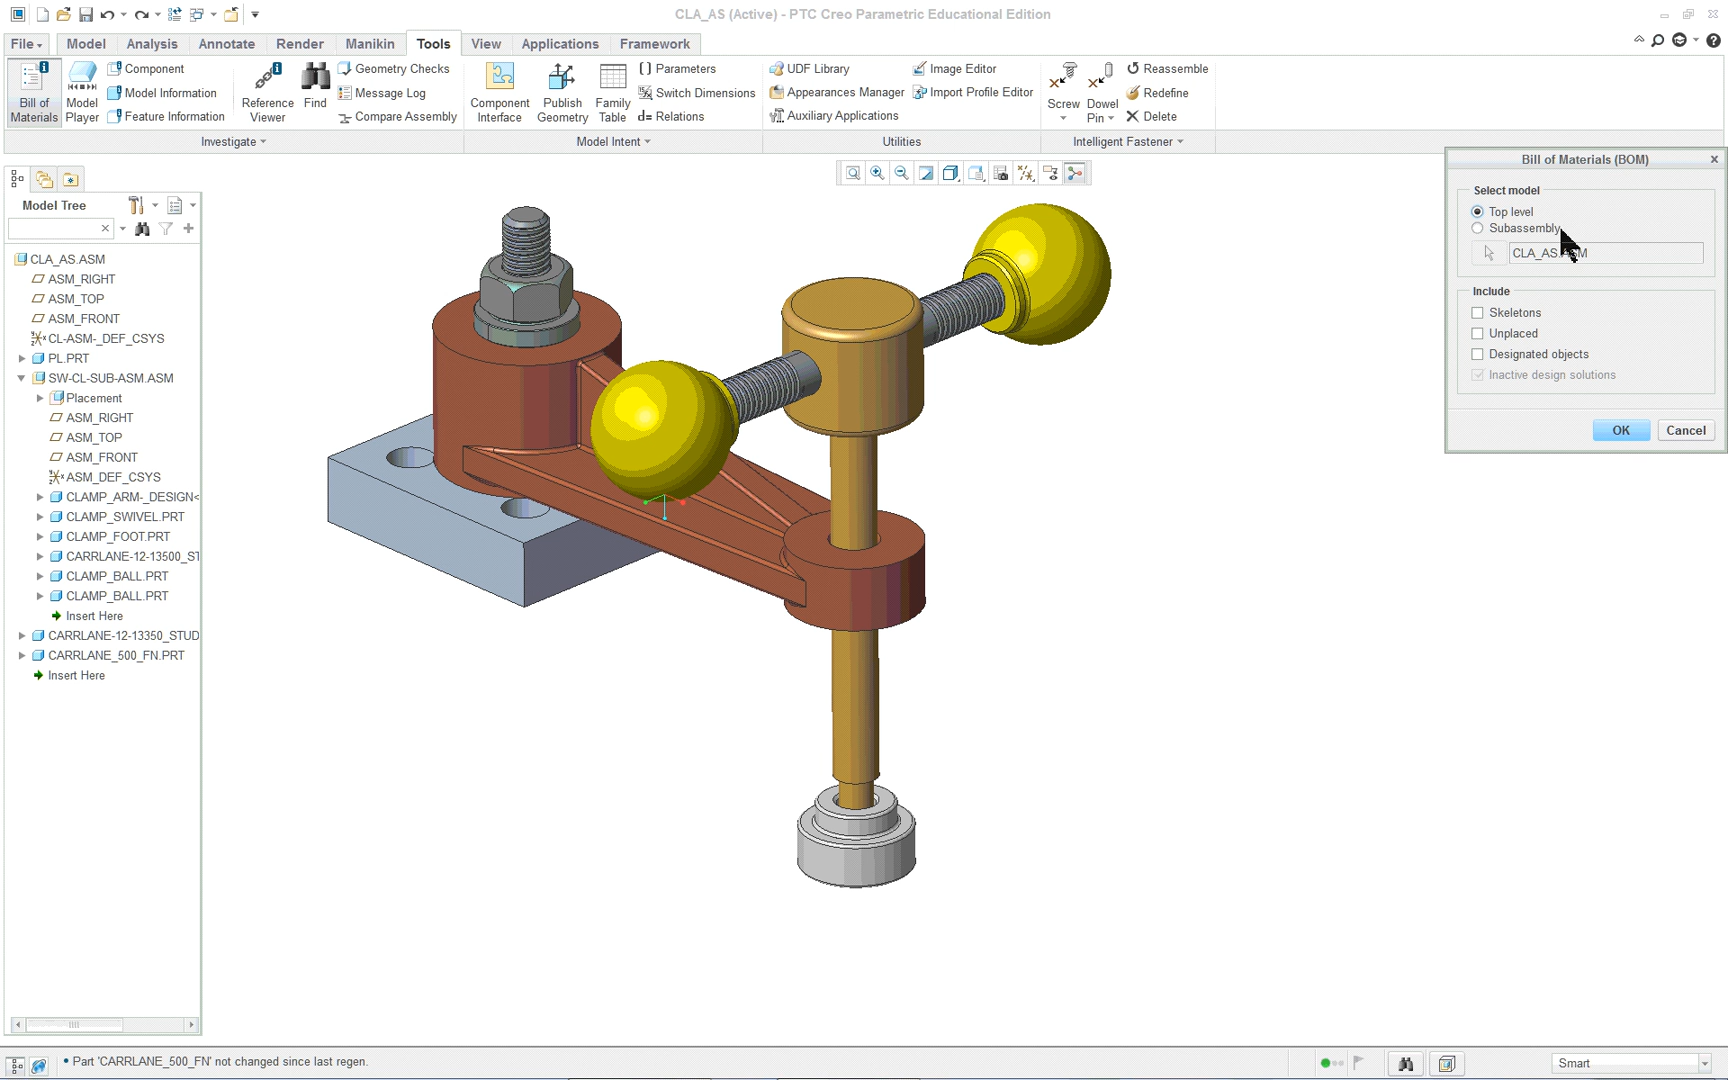 CLA_AS (Active) - PTC Creo Parametric Educational Edition
File
Model
Analysis
Annotate
Render
Manikin
Tools
View
Applications
Framework
Bill of Materials
Model Player
Component
Model Information
Feature Information
Reference Viewer
Find
Geometry Checks
Message Log
Compare Assembly
Component Interface
Publish Geometry
Family Table
Parameters
Switch Dimensions
d= Relations
UDF Library
Appearances Manager
Auxiliary Applications
Image Editor
Import Profile Editor
Screw
Dowel Pin
Reassemble
Redefine
Delete
Investigate
Model Intent
Utilities
Intelligent Fastener
Model Tree
CLA_AS.ASM
ASM_RIGHT
ASM_TOP
ASM_FRONT
CL-ASM-_DEF_CSYS
PL.PRT
SW-CL-SUB-ASM.ASM
Placement
ASM_RIGHT
ASM_TOP
ASM_FRONT
ASM_DEF_CSYS
CLAMP_ARM-_DESIGN<
CLAMP_SWIVEL.PRT
CLAMP_FOOT.PRT
CARRLANE-12-13500_ST
CLAMP_BALL.PRT
CLAMP_BALL.PRT
Insert Here
CARRLANE-12-13350_STUD
CARRLANE_500_FN.PRT
Insert Here
Bill of Materials (BOM)
Select model
Top level
Subassembly
CLA_AS.ASM
Include
Skeletons
Unplaced
Designated objects
Inactive design solutions
OK
Cancel
• Part 'CARRLANE_500_FN' not changed since last regen.
Smart